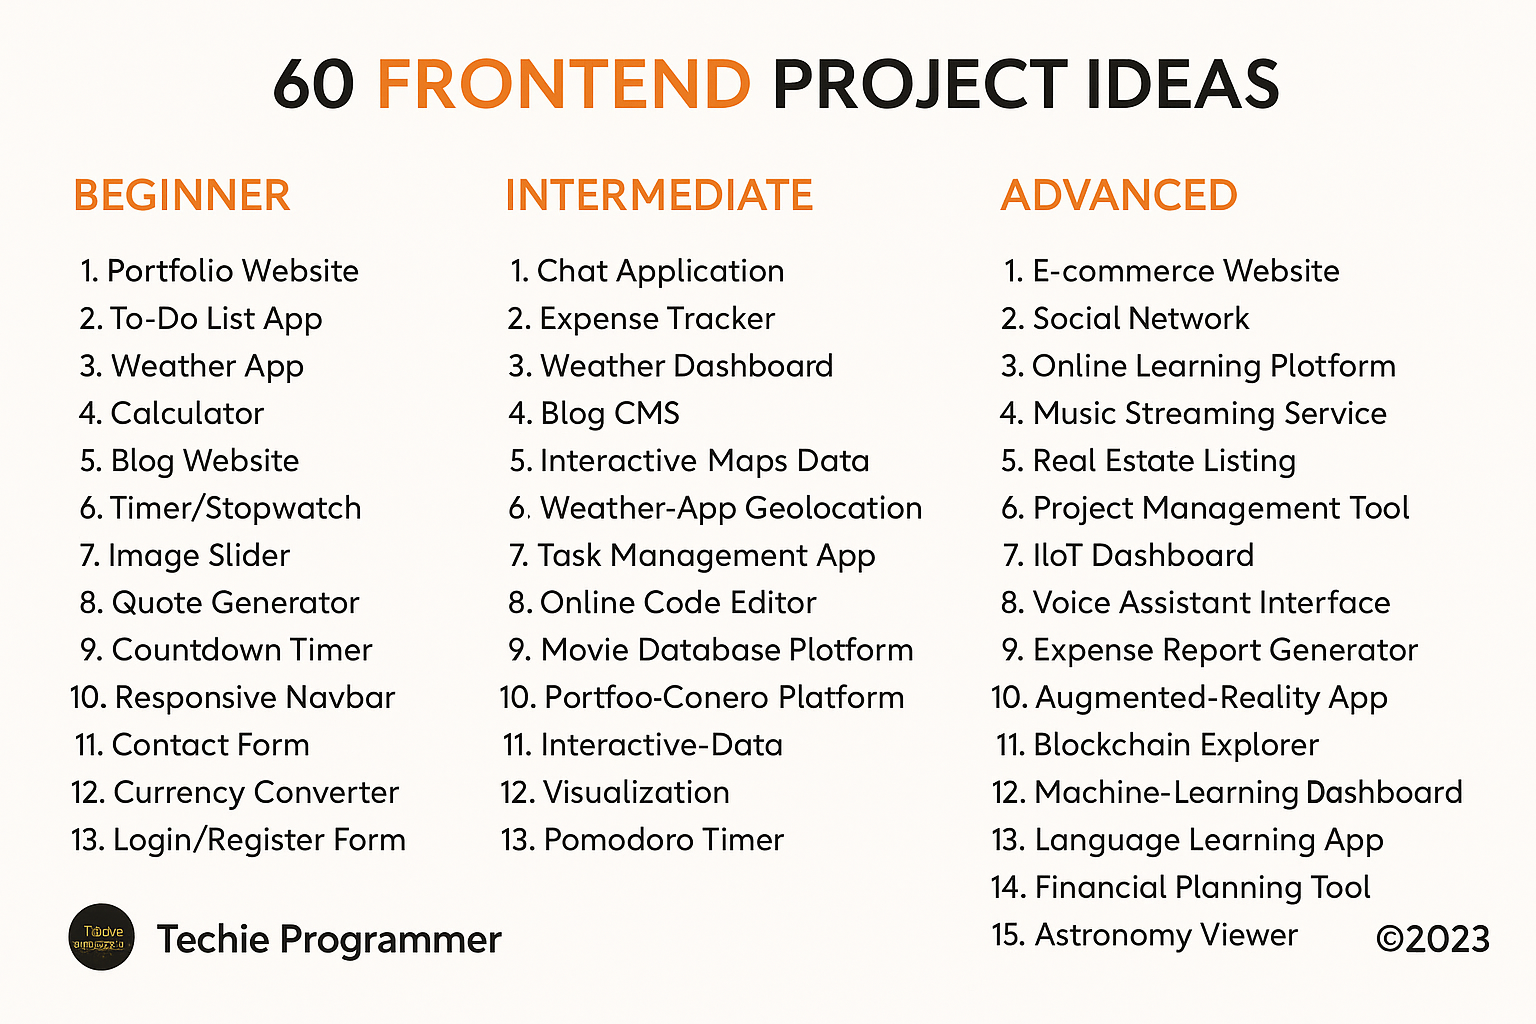 60 FRONTEND PROJECT IDEAS
BEGINNER
1. Portfolio Website
2. To-Do List App
3. Weather App
4. Calculator
5. Blog Website
6. Timer/Stopwatch
7. Image Slider
8. Quote Generator
9. Countdown Timer
10. Responsive Navbar
11. Contact Form
12. Currency Converter
13. Login/Register Form
INTERMEDIATE
1. Chat Application
2. Expense Tracker
3. Weather Dashboard
4. Blog CMS
5. Interactive Maps Data
6. Weather-App Geolocation
7. Task Management App
8. Online Code Editor
9. Movie Database Plotform
10. Portfoo-Conero Platform
11. Interactive-Data
12. Visualization
13. Pomodoro Timer
ADVANCED
1. E-commerce Website
2. Social Network
3. Online Learning Plotform
4. Music Streaming Service
5. Real Estate Listing
6. Project Management Tool
7. IloT Dashboard
8. Voice Assistant Interface
9. Expense Report Generator
10. Augmented-Reality App
11. Blockchain Explorer
12. Machine-Learning Dashboard
13. Language Learning App
14. Financial Planning Tool
15. Astronomy Viewer
Techie Programmer
©2023